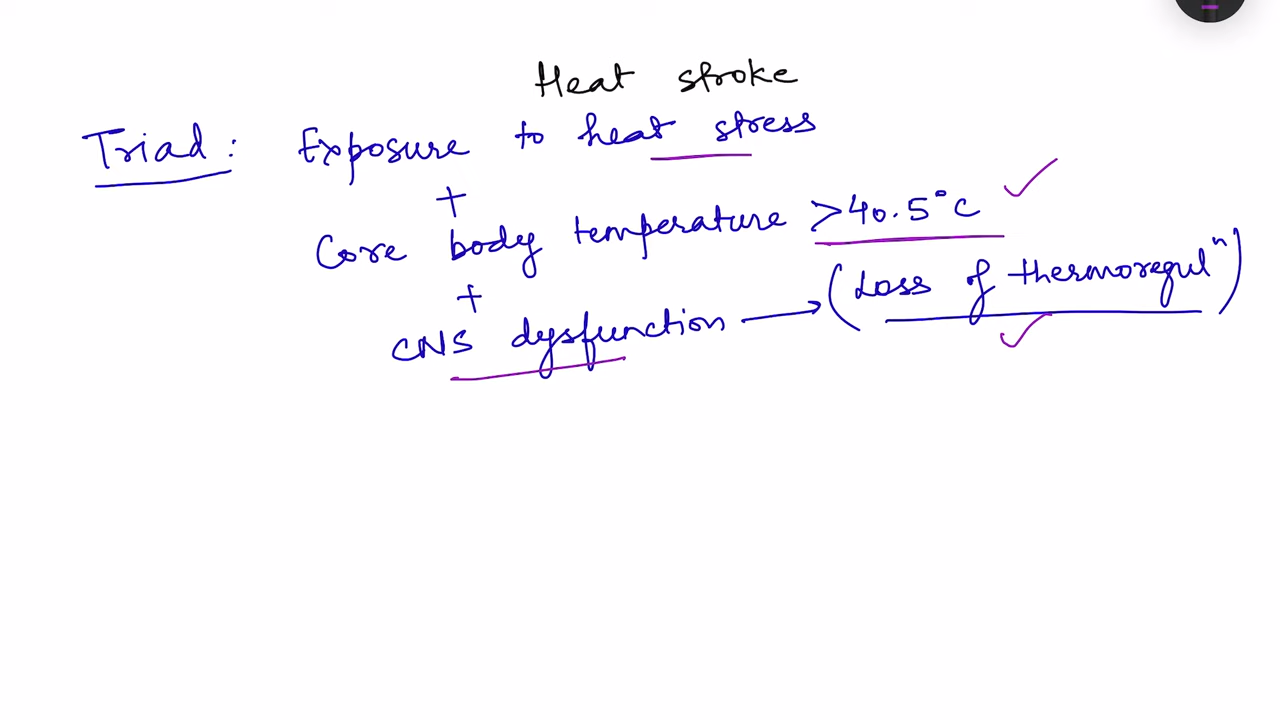 Heat stroke
Triad : Exposure to heat stress
+
Core body temperature >40.5°C
+
CNS dysfunction → (Loss of thermoregulⁿ)